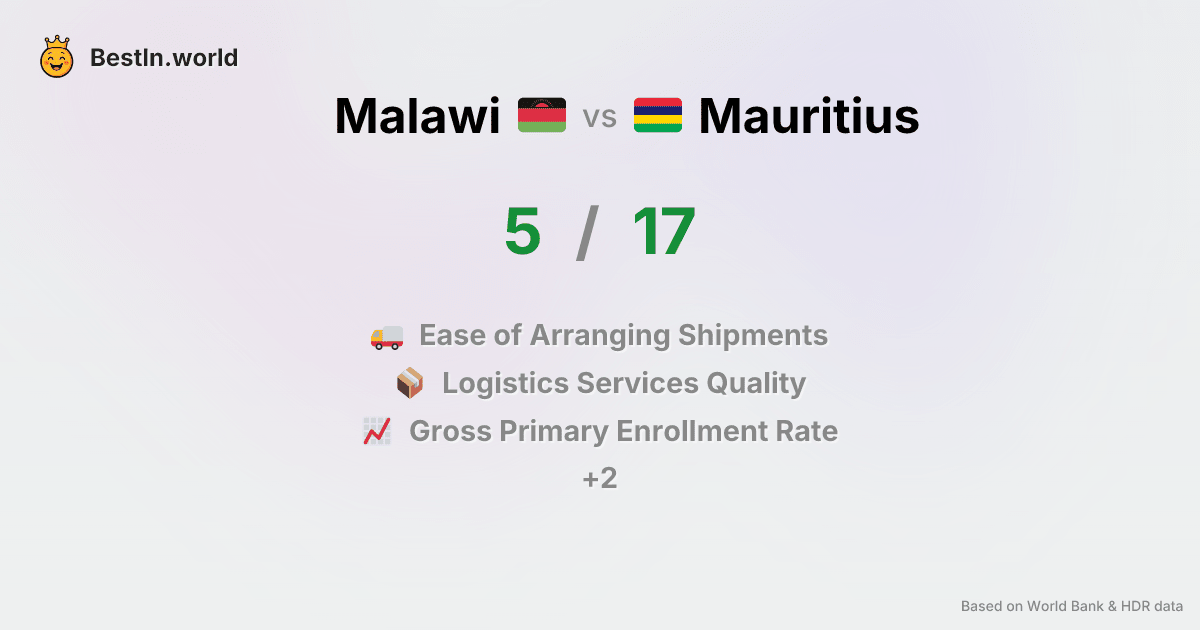 BestIn.world
Malawi vs Mauritius
5 / 17
Ease of Arranging Shipments
Logistics Services Quality
Gross Primary Enrollment Rate
+2
Based on World Bank & HDR data